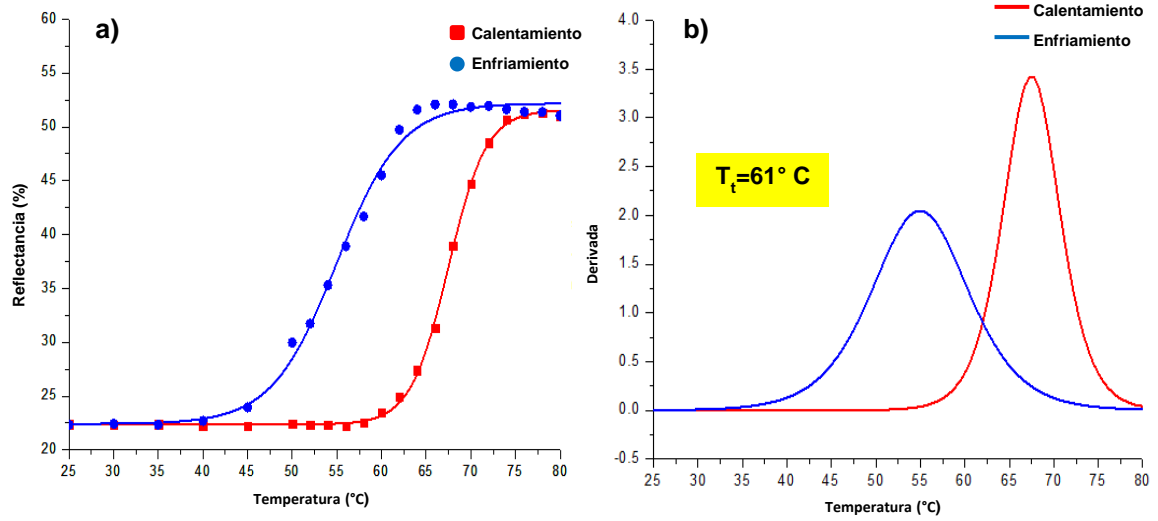 a)
Calentamiento
Enfriamiento
Reflectancia (%)
60
55
50
45
40
35
30
25
20
25 30 35 40 45 50 55 60 65 70 75 80
Temperatura (°C)
b)
Calentamiento
Enfriamiento
Tt=61° C
Derivada
4.0
3.5
3.0
2.5
2.0
1.5
1.0
0.5
0.0
-0.5
25 30 35 40 45 50 55 60 65 70 75 80
Temperatura (°C)